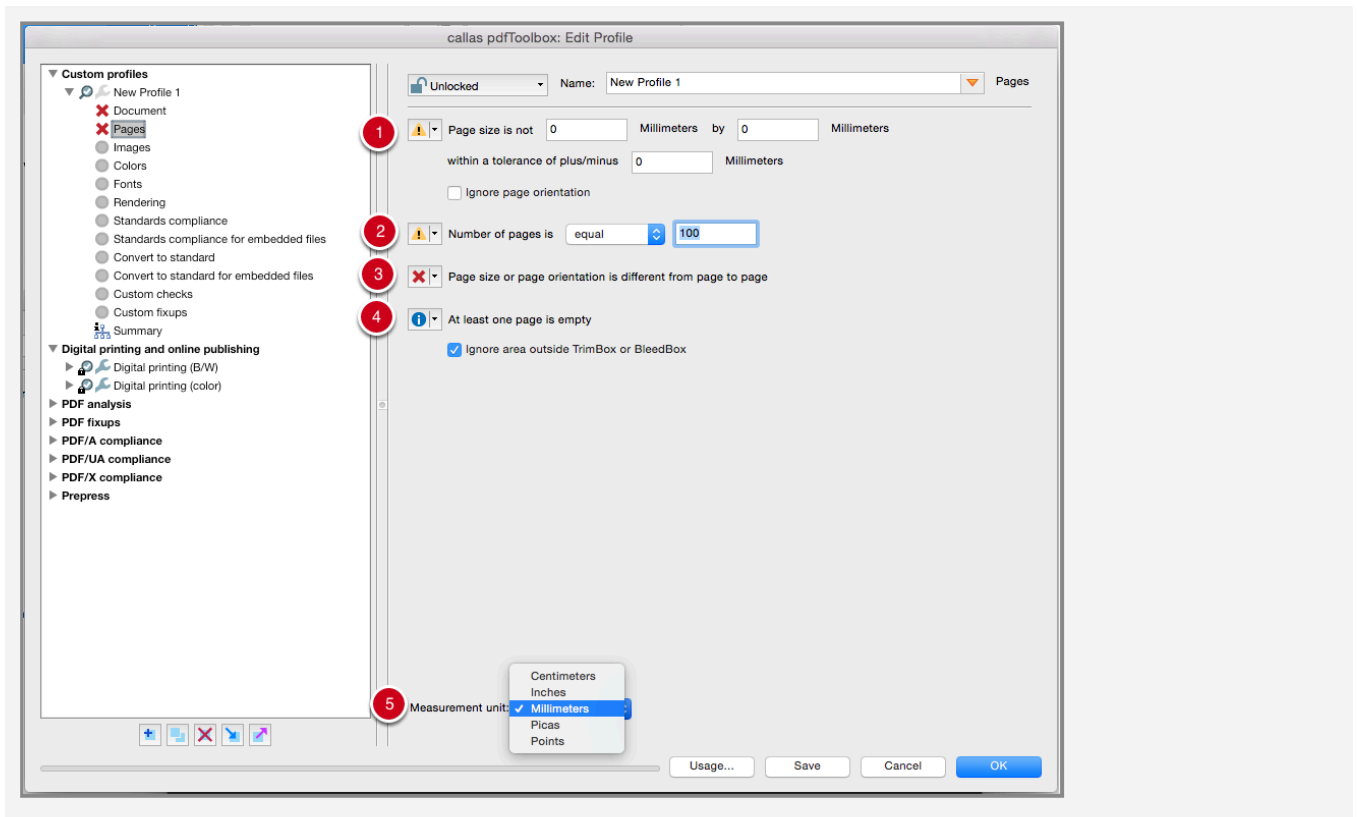 callas pdfToolbox: Edit Profile
Custom profiles
New Profile 1
Document
Pages
Images
Colors
Fonts
Rendering
Standards compliance
Standards compliance for embedded files
Convert to standard
Convert to standard for embedded files
Custom checks
Custom fixups
Summary
Digital printing and online publishing
Digital printing (B/W)
Digital printing (color)
PDF analysis
PDF fixups
PDF/A compliance
PDF/UA compliance
PDF/X compliance
Prepress
Unlocked Name: New Profile 1 Pages
1 Page size is not 0 Millimeters by 0 Millimeters
within a tolerance of plus/minus 0 Millimeters
Ignore page orientation
2 Number of pages is equal 100
3 Page size or page orientation is different from page to page
4 At least one page is empty
Ignore area outside TrimBox or BleedBox
Centimeters
Inches
5 Measurement unit: Millimeters
Picas
Points
Usage... Save Cancel OK